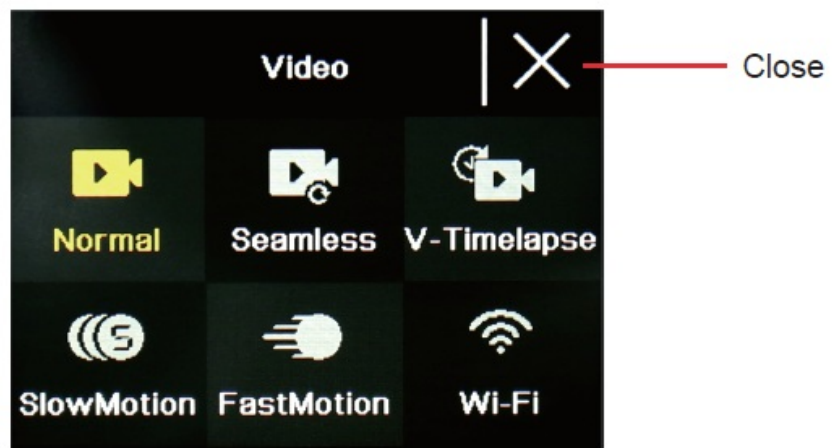 Video
Close
Normal Seamless V-Timelapse
SlowMotion FastMotion Wi-Fi